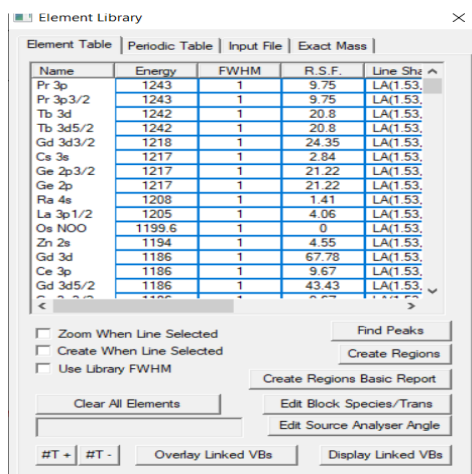 Element Library
Element Table Periodic Table Input File Exact Mass
Name Energy FWHM R.S.F. Line Sha
Pr 3p 1243 1 9.75 LA(1.53,
Pr 3p3/2 1243 1 9.75 LA(1.53,
Tb 3d 1242 1 20.8 LA(1.53,
Tb 3d5/2 1242 1 20.8 LA(1.53,
Gd 3d3/2 1218 1 24.35 LA(1.53,
Cs 3s 1217 1 2.84 LA(1.53,
Ge 2p3/2 1217 1 21.22 LA(1.53,
Ge 2p 1217 1 21.22 LA(1.53,
Ra 4s 1208 1 1.41 LA(1.53,
La 3p1/2 1205 1 4.06 LA(1.53,
Os NOO 1199.6 1 0 LA(1.53,
Zn 2s 1194 1 4.55 LA(1.53,
Gd 3d 1186 1 67.78 LA(1.53,
Ce 3p 1186 1 9.67 LA(1.53,
Gd 3d5/2 1186 1 43.43 LA(1.53,
Zoom When Line Selected Find Peaks
Create When Line Selected Create Regions
Use Library FWHM
Create Regions Basic Report
Clear All Elements Edit Block Species/Trans
Edit Source Analyser Angle
#T + #T - Overlay Linked VBs Display Linked VBs